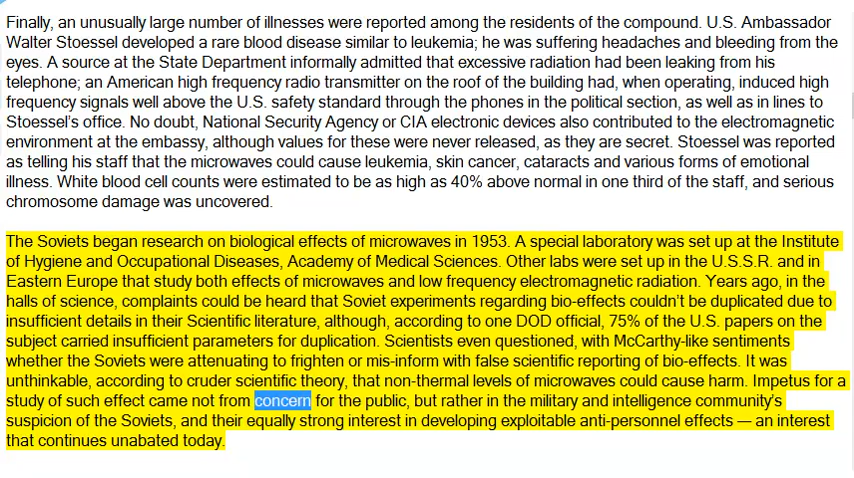 Finally, an unusually large number of illnesses were reported among the residents of the compound. U.S. Ambassador
Walter Stoessel developed a rare blood disease similar to leukemia; he was suffering headaches and bleeding from the
eyes. A source at the State Department informally admitted that excessive radiation had been leaking from his
telephone; an American high frequency radio transmitter on the roof of the building had, when operating, induced high
frequency signals well above the U.S. safety standard through the phones in the political section, as well as in lines to
Stoessel's office. No doubt, National Security Agency or CIA electronic devices also contributed to the electromagnetic
environment at the embassy, although values for these were never released, as they are secret. Stoessel was reported
as telling his staff that the microwaves could cause leukemia, skin cancer, cataracts and various forms of emotional
illness. White blood cell counts were estimated to be as high as 40% above normal in one third of the staff, and serious
chromosome damage was uncovered.
The Soviets began research on biological effects of microwaves in 1953. A special laboratory was set up at the Institute
of Hygiene and Occupational Diseases, Academy of Medical Sciences. Other labs were set up in the U.S.S.R. and in
Eastern Europe that study both effects of microwaves and low frequency electromagnetic radiation. Years ago, in the
halls of science, complaints could be heard that Soviet experiments regarding bio-effects couldn't be duplicated due to
insufficient details in their Scientific literature, although, according to one DOD official, 75% of the U.S. papers on the
subject carried insufficient parameters for duplication. Scientists even questioned, with McCarthy-like sentiments
whether the Soviets were attenuating to frighten or mis-inform with false scientific reporting of bio-effects. It was
unthinkable, according to cruder scientific theory, that non-thermal levels of microwaves could cause harm. Impetus for a
study of such effect came not from concern for the public, but rather in the military and intelligence community's
suspicion of the Soviets, and their equally strong interest in developing exploitable anti-personnel effects — an interest
that continues unabated today.